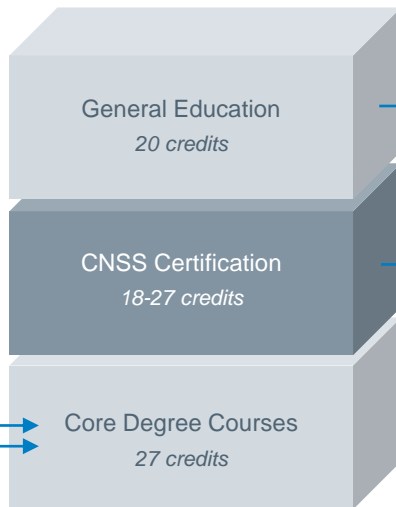 General Education
20 credits
CNSS Certification
18-27 credits
Core Degree Courses
27 credits